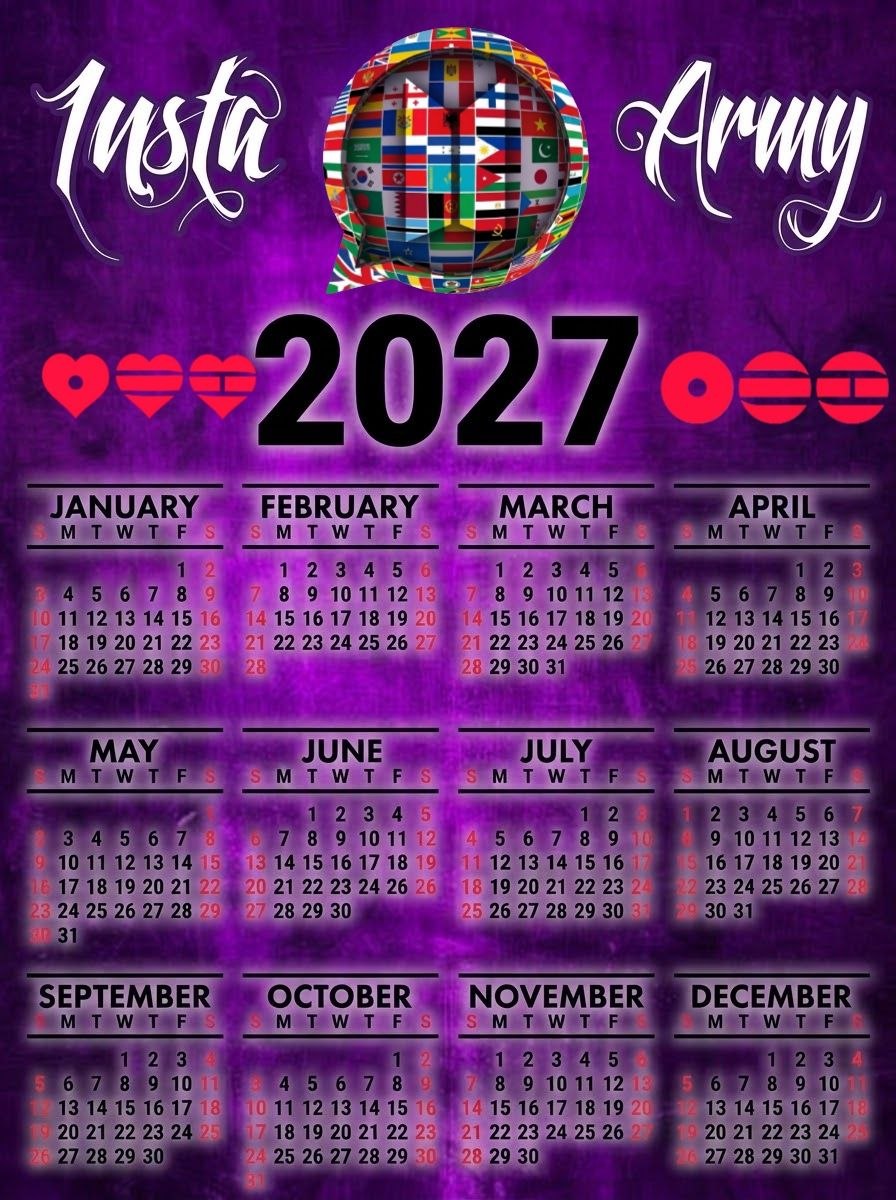 Insta Army
2027
JANUARY FEBRUARY MARCH APRIL
S M T W T F S S M T W T F S S M T W T F S S M T W T F S
1 2 1 2 3 4 5 6 1 2 3 4 5 6 1 2 3
3 4 5 6 7 8 9 7 8 9 10 11 12 13 7 8 9 10 11 12 13 4 5 6 7 8 9 10
10 11 12 13 14 15 16 14 15 16 17 18 19 20 14 15 16 17 18 19 20 11 12 13 14 15 16 17
17 18 19 20 21 22 23 21 22 23 24 25 26 27 21 22 23 24 25 26 27 18 19 20 21 22 23 24
24 25 26 27 28 29 30 28 28 29 30 31 25 26 27 28 29 30
31
MAY JUNE JULY AUGUST
S M T W T F S S M T W T F S S M T W T F S S M T W T F S
1 1 2 3 4 5 1 2 3 1 2 3 4 5 6 7
2 3 4 5 6 7 8 6 7 8 9 10 11 12 4 5 6 7 8 9 10 8 9 10 11 12 13 14
9 10 11 12 13 14 15 13 14 15 16 17 18 19 11 12 13 14 15 16 17 15 16 17 18 19 20 21
16 17 18 19 20 21 22 20 21 22 23 24 25 26 18 19 20 21 22 23 24 22 23 24 25 26 27 28
23 24 25 26 27 28 29 27 28 29 30 25 26 27 28 29 30 31 29 30 31
30 31
SEPTEMBER OCTOBER NOVEMBER DECEMBER
S M T W T F S S M T W T F S S M T W T F S S M T W T F S
1 2 3 4 1 2 1 2 3 4 5 6 1 2 3 4
5 6 7 8 9 10 11 3 4 5 6 7 8 9 7 8 9 10 11 12 13 5 6 7 8 9 10 11
12 13 14 15 16 17 18 10 11 12 13 14 15 16 14 15 16 17 18 19 20 12 13 14 15 16 17 18
19 20 21 22 23 24 25 17 18 19 20 21 22 23 21 22 23 24 25 26 27 19 20 21 22 23 24 25
26 27 28 29 30 24 25 26 27 28 29 30 28 29 30 26 27 28 29 30 31
31